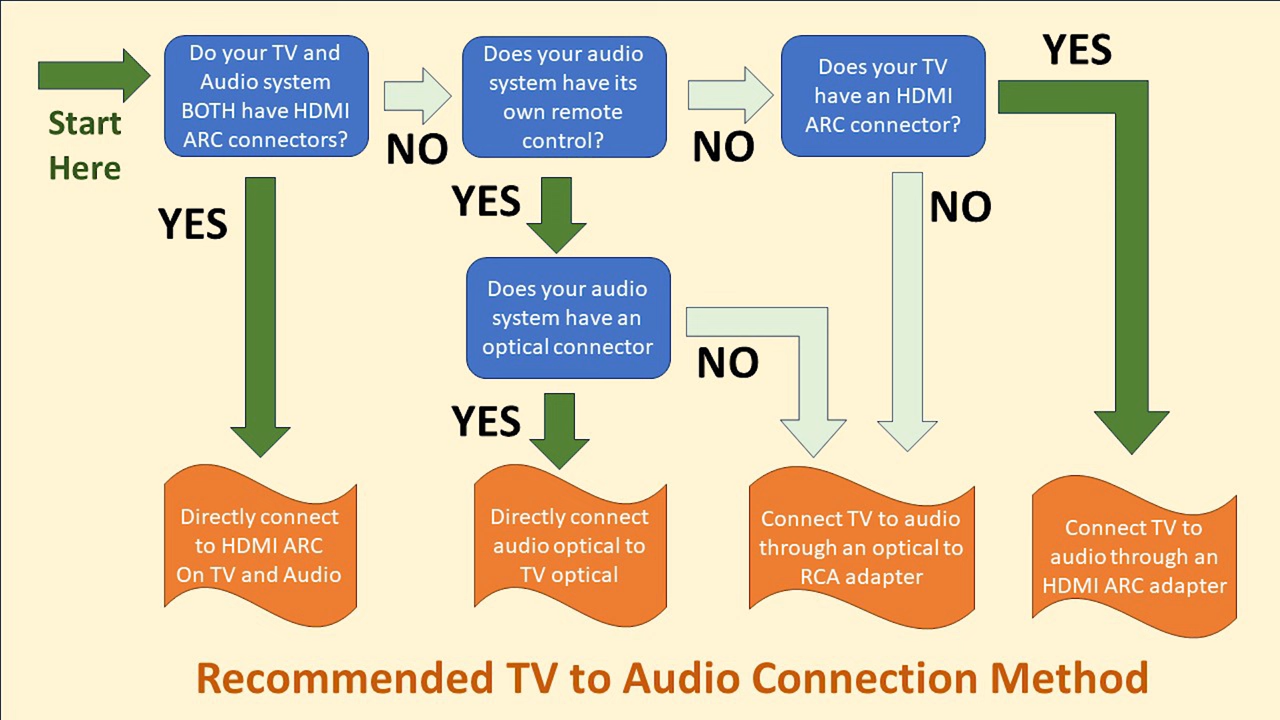 Start
Here
Do your TV and
Audio system
BOTH have HDMI
ARC connectors?
NO
YES
Does your audio
system have its
own remote
control?
NO
YES
Does your TV
have an HDMI
ARC connector?
YES
NO
Does your audio
system have an
optical connector
NO
YES
Directly connect
to HDMI ARC
On TV and Audio
Directly connect
audio optical to
TV optical
Connect TV to audio
through an optical to
RCA adapter
Connect TV to
audio through an
HDMI ARC adapter
Recommended TV to Audio Connection Method